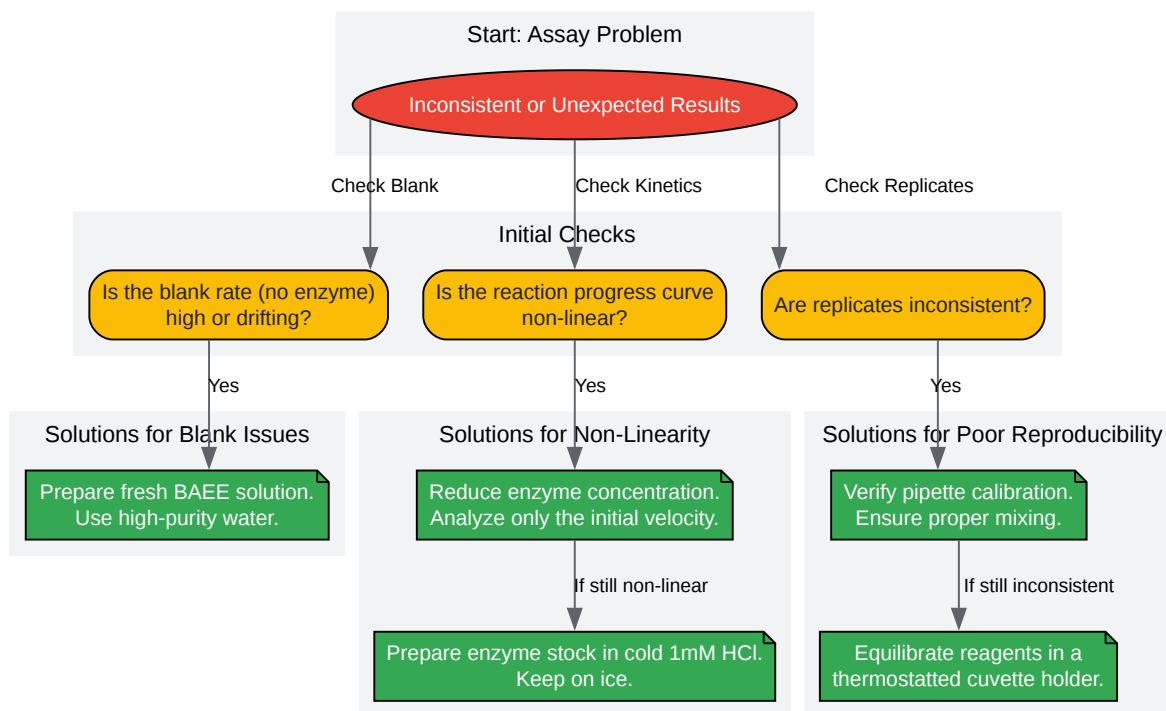 Start: Assay Problem
Inconsistent or Unexpected Results
Check Blank
Check Kinetics
Check Replicates
Initial Checks
Is the blank rate (no enzyme)
high or drifting?
Is the reaction progress curve
non-linear?
Are replicates inconsistent?
Yes
Yes
Yes
Solutions for Blank Issues
Solutions for Non-Linearity
Solutions for Poor Reproducibility
Prepare fresh BAEE solution.
Use high-purity water.
Reduce enzyme concentration.
Analyze only the initial velocity.
Verify pipette calibration.
Ensure proper mixing.
If still non-linear
If still inconsistent
Prepare enzyme stock in cold 1mM HCl.
Keep on ice.
Equilibrate reagents in a
thermostatted cuvette holder.